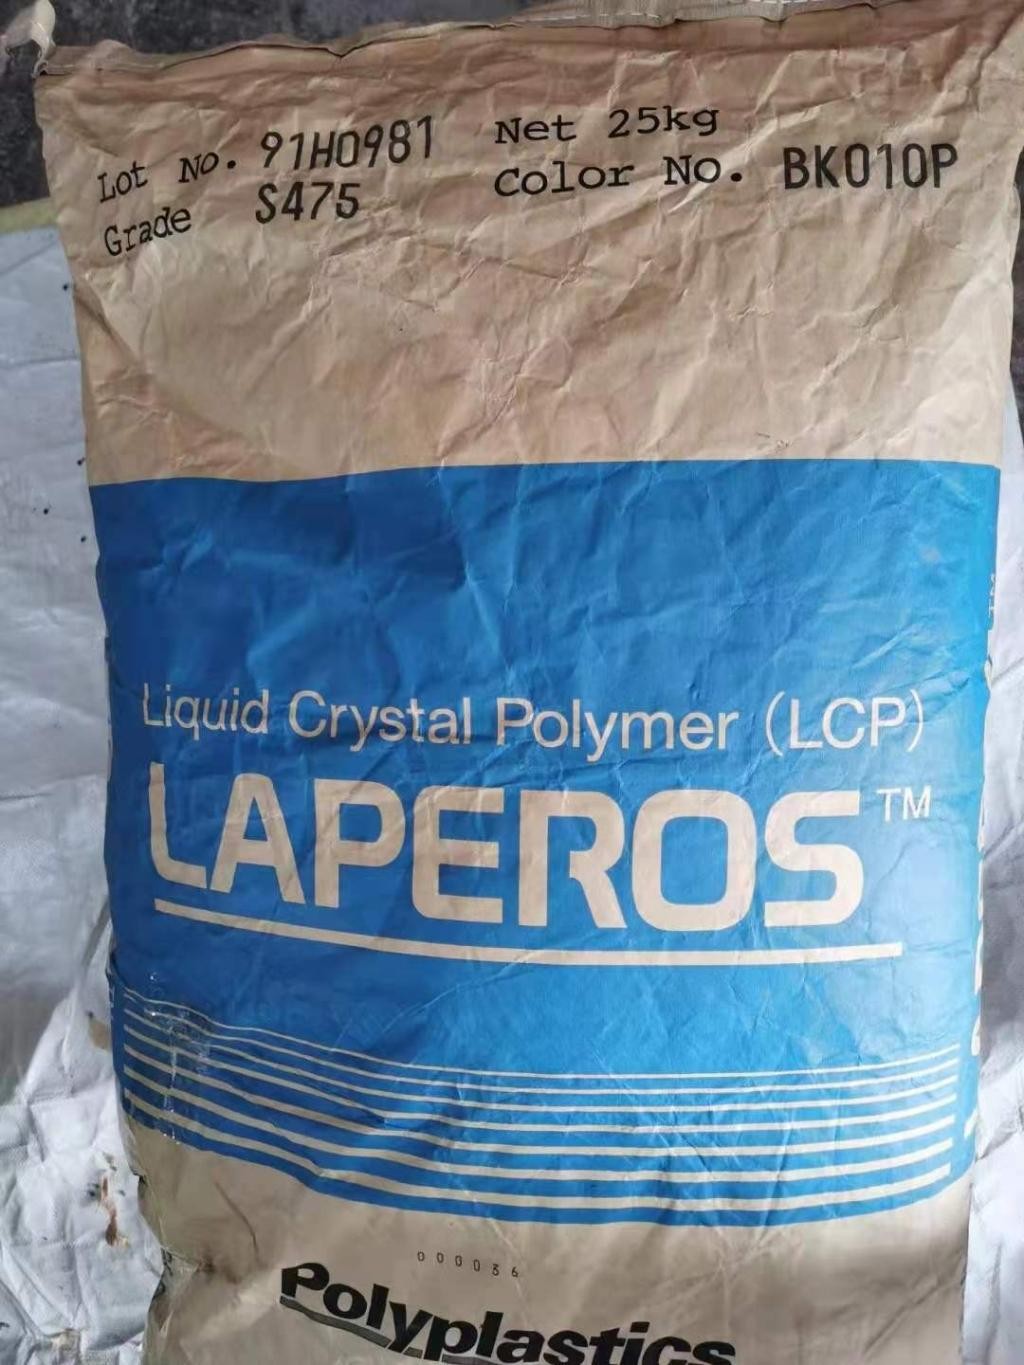 Lot No. 91H0981 Net 25kg
Grade S475 Color No. BK010P
Liquid Crystal Polymer (LCP)
LAPEROS™
000036
Polyplastics